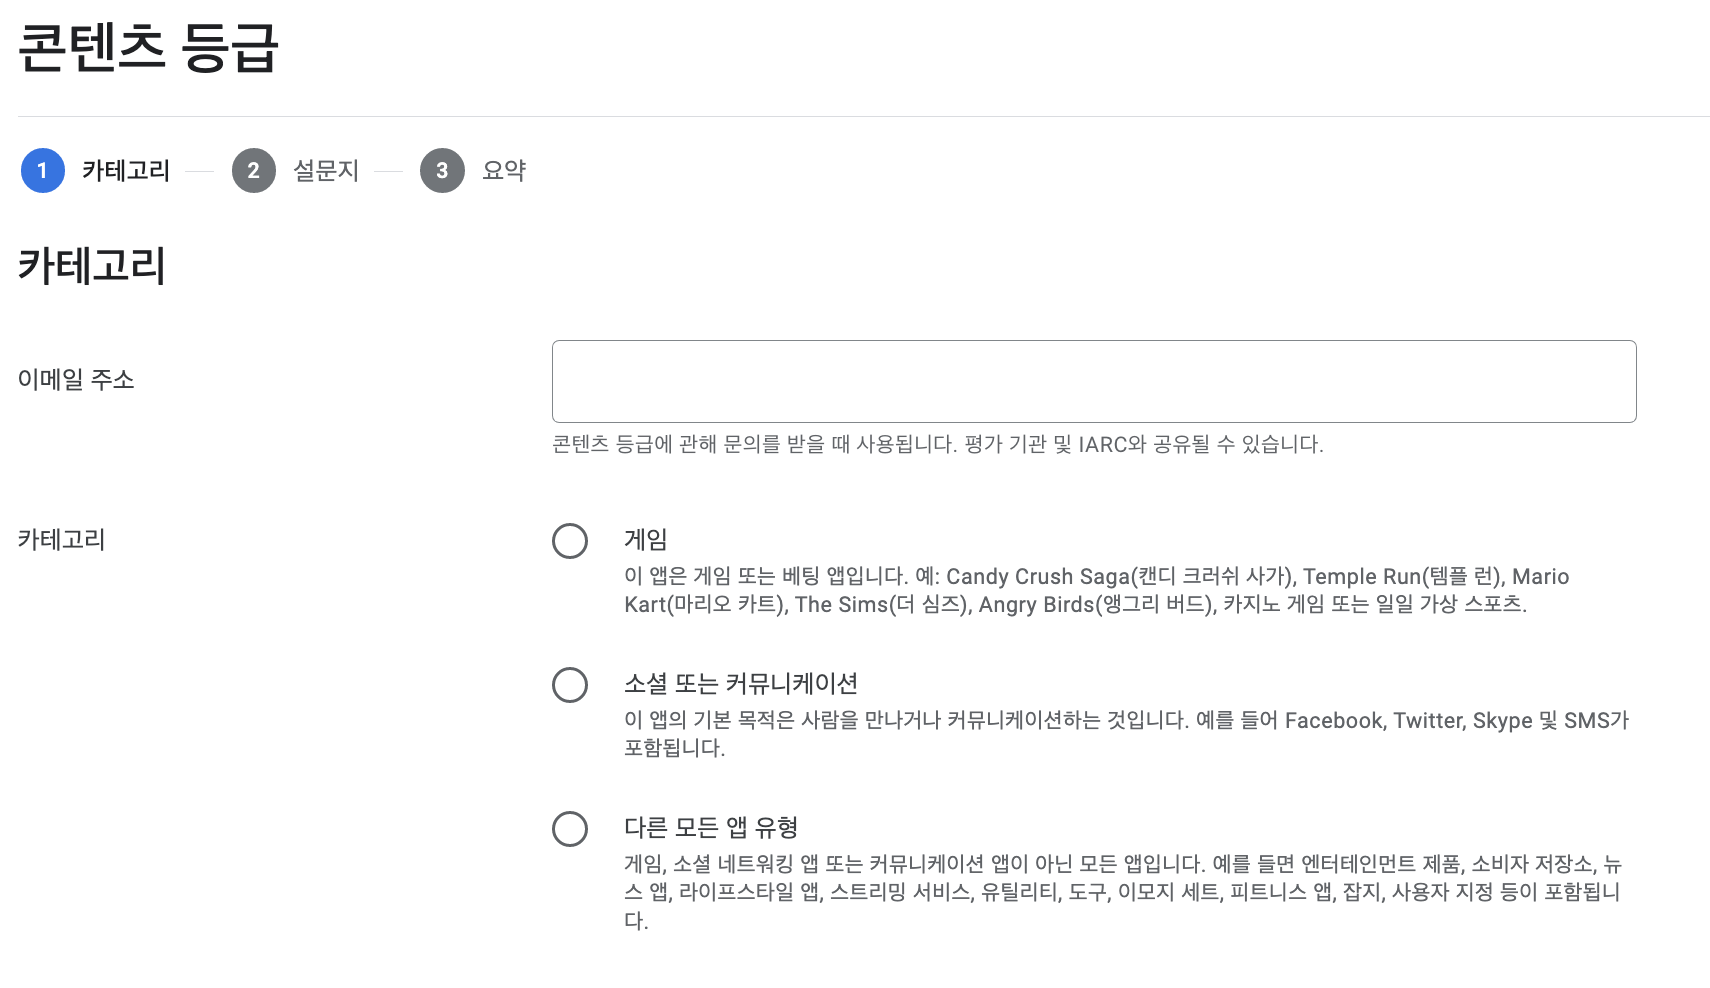 콘텐츠 등급
1 카테고리 2 설문지 3 요약
카테고리
이메일 주소
콘텐츠 등급에 관해 문의를 받을 때 사용됩니다. 평가 기관 및 IARC와 공유될 수 있습니다.
카테고리
게임
이 앱은 게임 또는 베팅 앱입니다. 예: Candy Crush Saga(캔디 크러쉬 사가), Temple Run(템플 런), Mario
Kart(마리오 카트), The Sims(더 심즈), Angry Birds(앵그리 버드), 카지노 게임 또는 일일 가상 스포츠.
소셜 또는 커뮤니케이션
이 앱의 기본 목적은 사람을 만나거나 커뮤니케이션하는 것입니다. 예를 들어 Facebook, Twitter, Skype 및 SMS가
포함됩니다.
다른 모든 앱 유형
게임, 소셜 네트워킹 앱 또는 커뮤니케이션 앱이 아닌 모든 앱입니다. 예를 들면 엔터테인먼트 제품, 소비자 저장소, 뉴
스 앱, 라이프스타일 앱, 스트리밍 서비스, 유틸리티, 도구, 이모지 세트, 피트니스 앱, 잡지, 사용자 지정 등이 포함됩니
다.